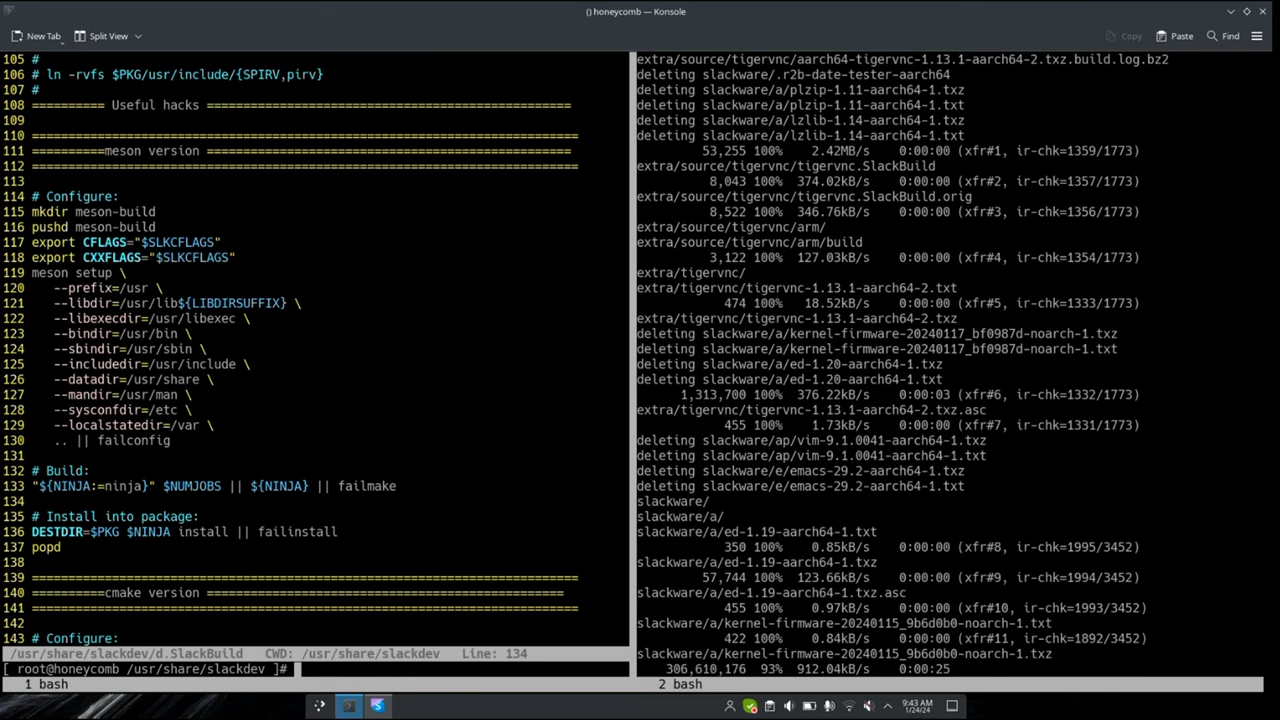 () honeycomb — Konsole
New Tab
Split View
Copy
Paste
Find
105 #
106 # ln -rvfs $PKG/usr/include/{SPIRV,pirv}
107 #
108 ========== Useful hacks ===================================================
109
110 ===========================================================================
111 ==========meson version ===================================================
112 ===========================================================================
113
114 # Configure:
115 mkdir meson-build
116 pushd meson-build
117 export CFLAGS="$SLKCFLAGS"
118 export CXXFLAGS="$SLKCFLAGS"
119 meson setup \
120    --prefix=/usr \
121    --libdir=/usr/lib${LIBDIRSUFFIX} \
122    --libexecdir=/usr/libexec \
123    --bindir=/usr/bin \
124    --sbindir=/usr/sbin \
125    --includedir=/usr/include \
126    --datadir=/usr/share \
127    --mandir=/usr/man \
128    --sysconfdir=/etc \
129    --localstatedir=/var \
130    .. || failconfig
131
132 # Build:
133 "${NINJA:=ninja}" $NUMJOBS || ${NINJA} || failmake
134
135 # Install into package:
136 DESTDIR=$PKG $NINJA install || failinstall
137 popd
138
139 ===========================================================================
140 ==========cmake version =================================================
141 ===========================================================================
142
143 # Configure:
/usr/share/slackdev/d.SlackBuild   CWD: /usr/share/slackdev   Line: 134
[ root@honeycomb /usr/share/slackdev ]#
1 bash
extra/source/tigervnc/aarch64-tigervnc-1.13.1-aarch64-2.txz.build.log.bz2
deleting slackware/.r2b-date-tester-aarch64
deleting slackware/a/plzip-1.11-aarch64-1.txz
deleting slackware/a/plzip-1.11-aarch64-1.txt
deleting slackware/a/lzlib-1.14-aarch64-1.txz
deleting slackware/a/lzlib-1.14-aarch64-1.txt
53,255 100%    2.42MB/s    0:00:00 (xfr#1, ir-chk=1359/1773)
extra/source/tigervnc/tigervnc.SlackBuild
8,043 100%  374.02kB/s    0:00:00 (xfr#2, ir-chk=1357/1773)
extra/source/tigervnc/tigervnc.SlackBuild.orig
8,522 100%  346.76kB/s    0:00:00 (xfr#3, ir-chk=1356/1773)
extra/source/tigervnc/arm/
extra/source/tigervnc/arm/build
3,122 100%  127.03kB/s    0:00:00 (xfr#4, ir-chk=1354/1773)
extra/tigervnc/
extra/tigervnc/tigervnc-1.13.1-aarch64-2.txt
474 100%   18.52kB/s    0:00:00 (xfr#5, ir-chk=1333/1773)
extra/tigervnc/tigervnc-1.13.1-aarch64-2.txz
deleting slackware/a/kernel-firmware-20240117_bf0987d-noarch-1.txz
deleting slackware/a/kernel-firmware-20240117_bf0987d-noarch-1.txt
deleting slackware/a/ed-1.20-aarch64-1.txz
deleting slackware/a/ed-1.20-aarch64-1.txt
1,313,700 100%  376.22kB/s    0:00:03 (xfr#6, ir-chk=1332/1773)
extra/tigervnc/tigervnc-1.13.1-aarch64-2.txz.asc
455 100%    1.73kB/s    0:00:00 (xfr#7, ir-chk=1331/1773)
deleting slackware/ap/vim-9.1.0041-aarch64-1.txz
deleting slackware/ap/vim-9.1.0041-aarch64-1.txt
deleting slackware/e/emacs-29.2-aarch64-1.txz
deleting slackware/e/emacs-29.2-aarch64-1.txt
slackware/
slackware/a/
slackware/a/ed-1.19-aarch64-1.txt
350 100%    0.85kB/s    0:00:00 (xfr#8, ir-chk=1995/3452)
slackware/a/ed-1.19-aarch64-1.txz
57,744 100%  123.66kB/s    0:00:00 (xfr#9, ir-chk=1994/3452)
slackware/a/ed-1.19-aarch64-1.txz.asc
455 100%    0.97kB/s    0:00:00 (xfr#10, ir-chk=1993/3452)
slackware/a/kernel-firmware-20240115_9b6d0b0-noarch-1.txt
422 100%    0.84kB/s    0:00:00 (xfr#11, ir-chk=1892/3452)
slackware/a/kernel-firmware-20240115_9b6d0b0-noarch-1.txz
306,610,176  93%  912.04kB/s    0:00:25
2 bash
9:43 AM
1/24/24